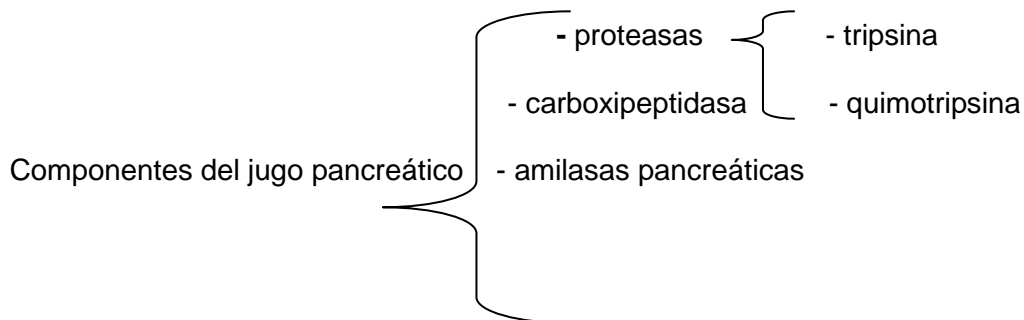 - proteasas - tripsina
- carboxipeptidasa - quimotripsina
Componentes del jugo pancreático - amilasas pancreáticas